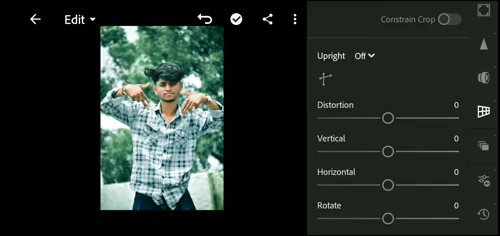 Edit
Constrain Crop
Upright Off
Distortion 0
Vertical 0
Horizontal 0
Rotate 0